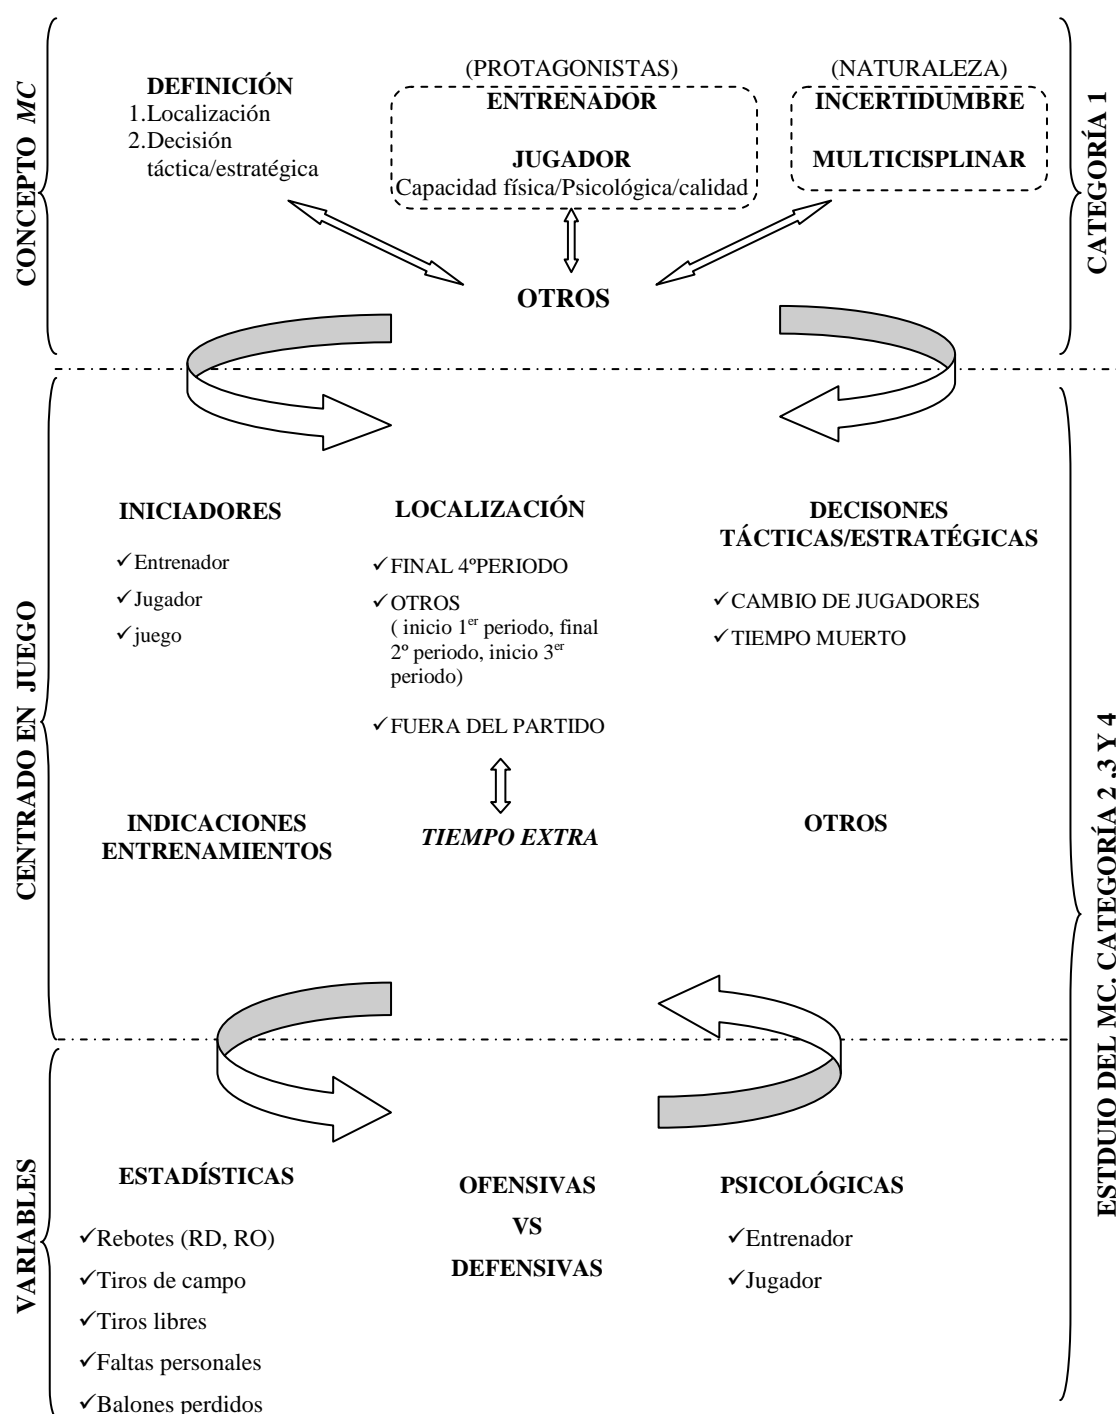 CONCEPTO MC
DEFINICIÓN
1.Localización
2.Decisión
táctica/estratégica
(PROTAGONISTAS)
ENTRENADOR
JUGADOR
Capacidad física/Psicológica/calidad
(NATURALEZA)
INCERTIDUMBRE
MULTICISPLINAR
CATEGORÍA 1
OTROS
CENTRADO EN JUEGO
INICIADORES
✓Entrenador
✓Jugador
✓juego
LOCALIZACIÓN
✓FINAL 4ºPERIODO
✓OTROS
( inicio 1er periodo, final
2º periodo, inicio 3er
periodo)
✓FUERA DEL PARTIDO
DECISONES
TÁCTICAS/ESTRATÉGICAS
✓CAMBIO DE JUGADORES
✓TIEMPO MUERTO
INDICACIONES
ENTRENAMIENTOS
TIEMPO EXTRA
OTROS
ESTDUIO DEL MC. CATEGORÍA 2 .3 Y 4
VARIABLES
ESTADÍSTICAS
✓Rebotes (RD, RO)
✓Tiros de campo
✓Tiros libres
✓Faltas personales
✓Balones perdidos
OFENSIVAS
VS
DEFENSIVAS
PSICOLÓGICAS
✓Entrenador
✓Jugador